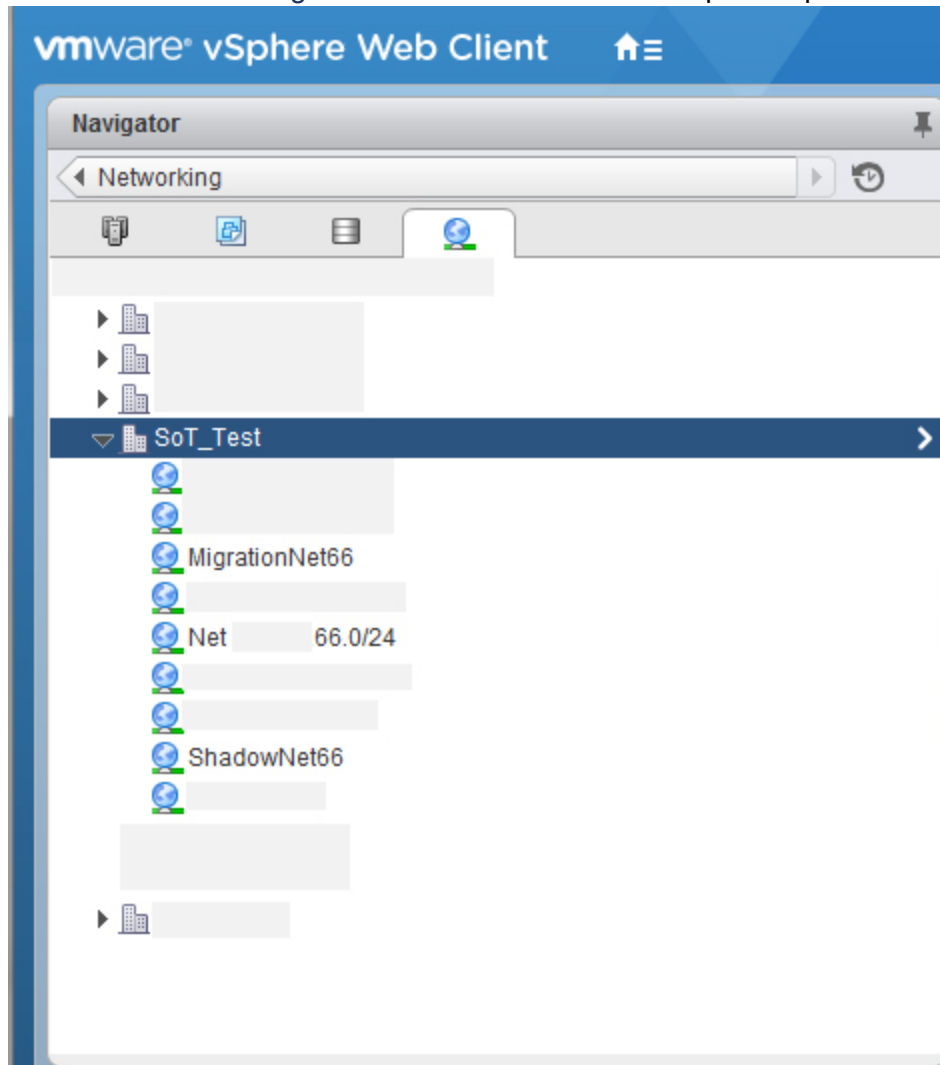 vmware® vSphere Web Client
Navigator
Networking
SoT_Test
MigrationNet66
Net 66.0/24
ShadowNet66